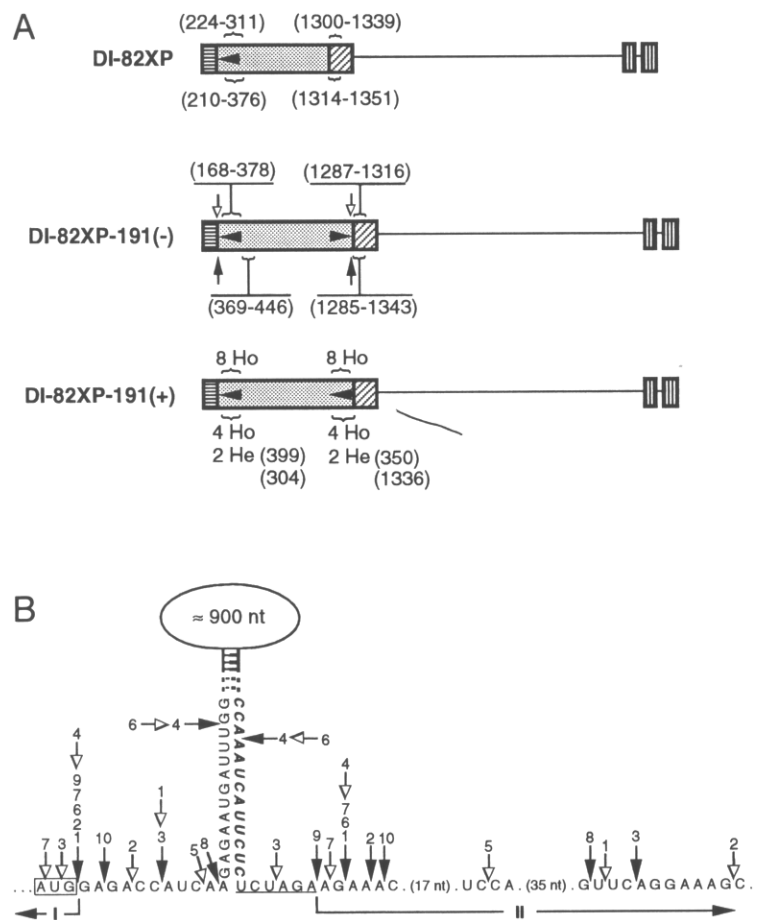 A
(224-311) (1300-1339)
DI-82XP
(210-376) (1314-1351)
(168-378) (1287-1316)
DI-82XP-191(-)
(369-446) (1285-1343)
8 Ho 8 Ho
DI-82XP-191(+)
4 Ho 4 Ho
2 He (399) 2 He (350)
(304) (1336)
B
≈ 900 nt
GAGAAUGAUUUGG
CCAAAUCAUUCUC
6 4 4 6
4 4
9
7 1 7
6 6
2
7 3 1 10 2 3 5 8 3 9 7 1 2 10 5 8 1 3 2
...AUGGAGACCAUCAAA UCUAGAAGAAAC. (17 nt) .UCCA. (35 nt) .GUUCAGGAAAGC.
I II